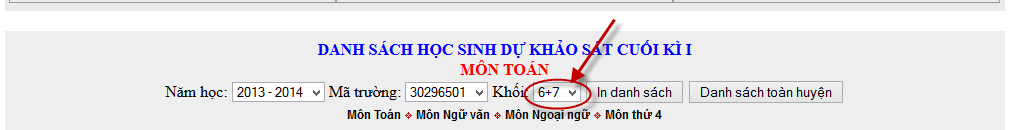 DANH SÁCH HỌC SINH DỰ KHẢO SÁT CUỐI KÌ I
MÔN TOÁN
Năm học: 2013 - 2014 Mã trường: 30296501 Khối: 6+7 In danh sách Danh sách toàn huyện
Môn Toán ❖ Môn Ngữ văn ❖ Môn Ngoại ngữ ❖ Môn thứ 4